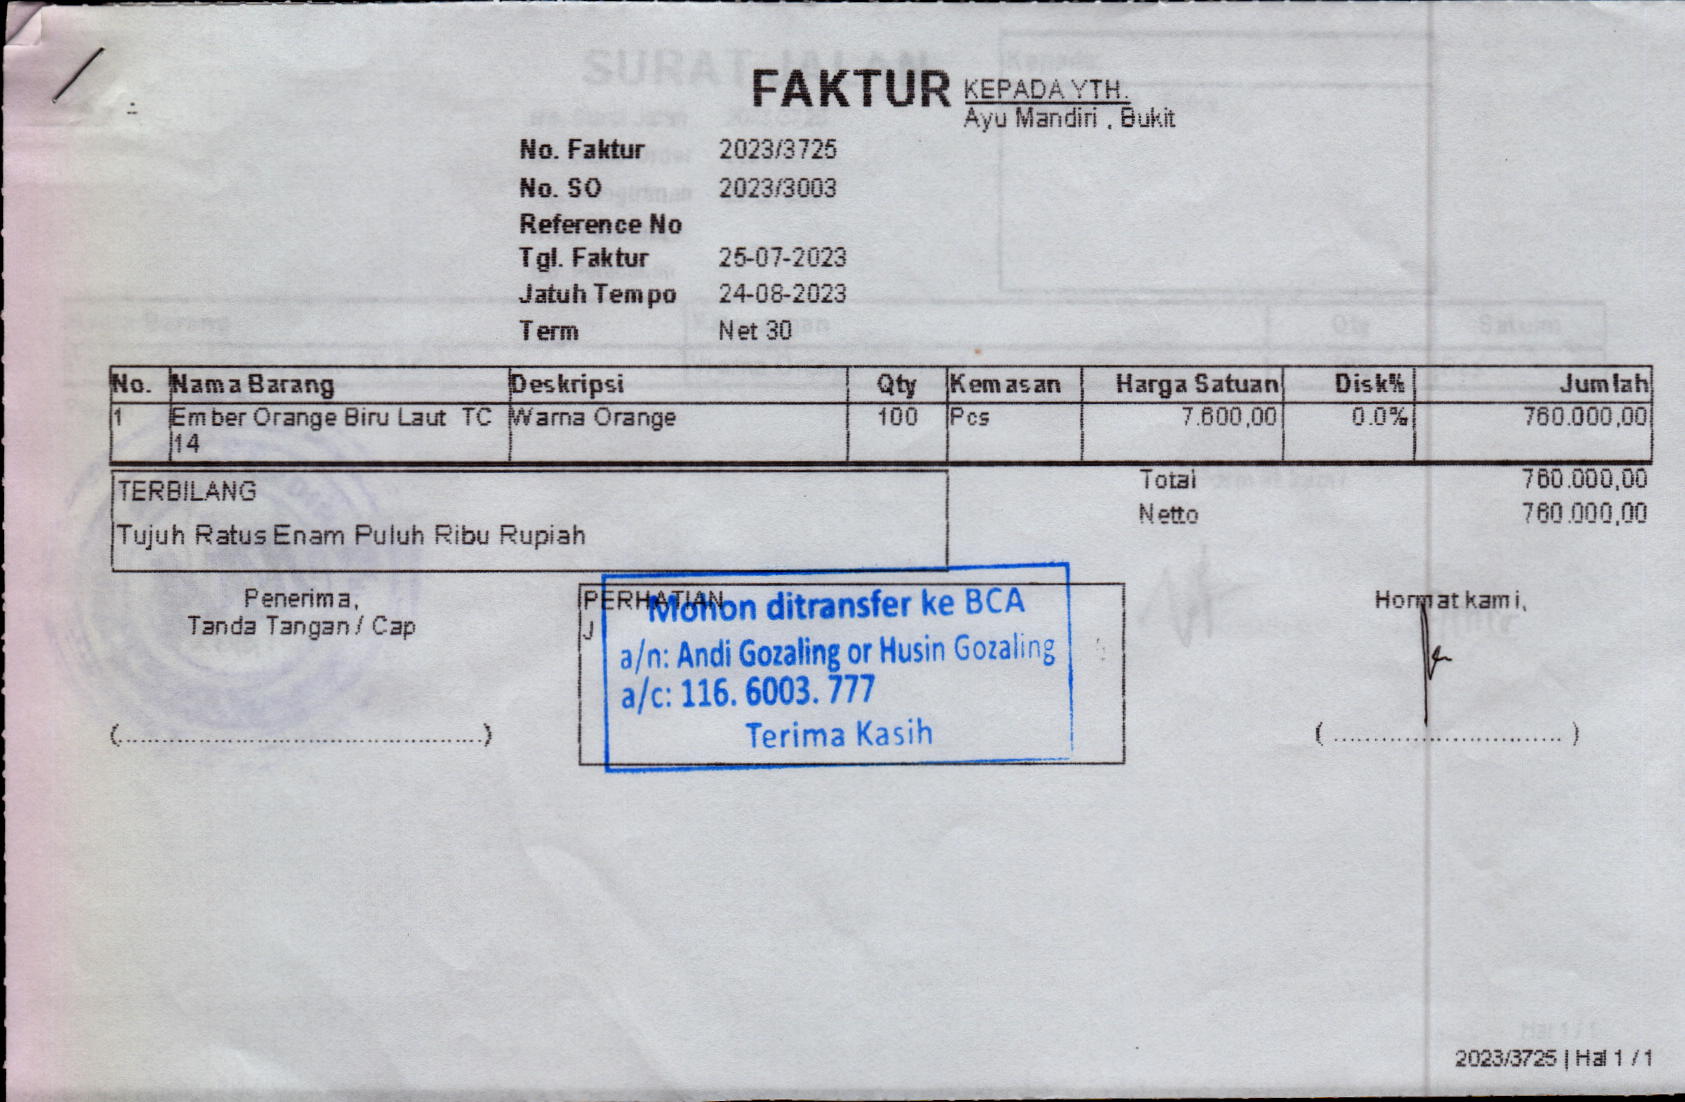 FAKTUR
KEPADA YTH.
Ayu Mandiri , Bukit
No. Faktur 2023/3725
No. SO 2023/3003
Reference No
Tgl. Faktur 25-07-2023
Jatuh Tempo 24-08-2023
Term Net 30
No. Nama Barang Deskripsi Qty Kemasan Harga Satuan Disk% Jumlah
1 Ember Orange Biru Laut TC Warna Orange 100 Pcs 7.600,00 0.0% 760.000,00
14
TERBILANG
Tujuh Ratus Enam Puluh Ribu Rupiah
Total 760.000,00
Netto 760.000,00
Penerima,
Tanda Tangan / Cap
(............................................)
PERHATIAN
J
Mohon ditransfer ke BCA
a/n: Andi Gozaling or Husin Gozaling
a/c: 116. 6003. 777
Terima Kasih
Hormat kami,
(.............................)
2023/3725 | Hal 1 / 1
SURAT JALAN
Kepada